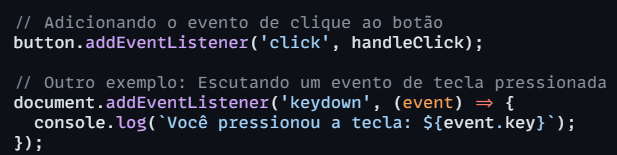 // Adicionando o evento de clique ao botão
button.addEventListener('click', handleClick);
// Outro exemplo: Escutando um evento de tecla pressionada
document.addEventListener('keydown', (event) => {
  console.log(`Você pressionou a tecla: ${event.key}`);
});